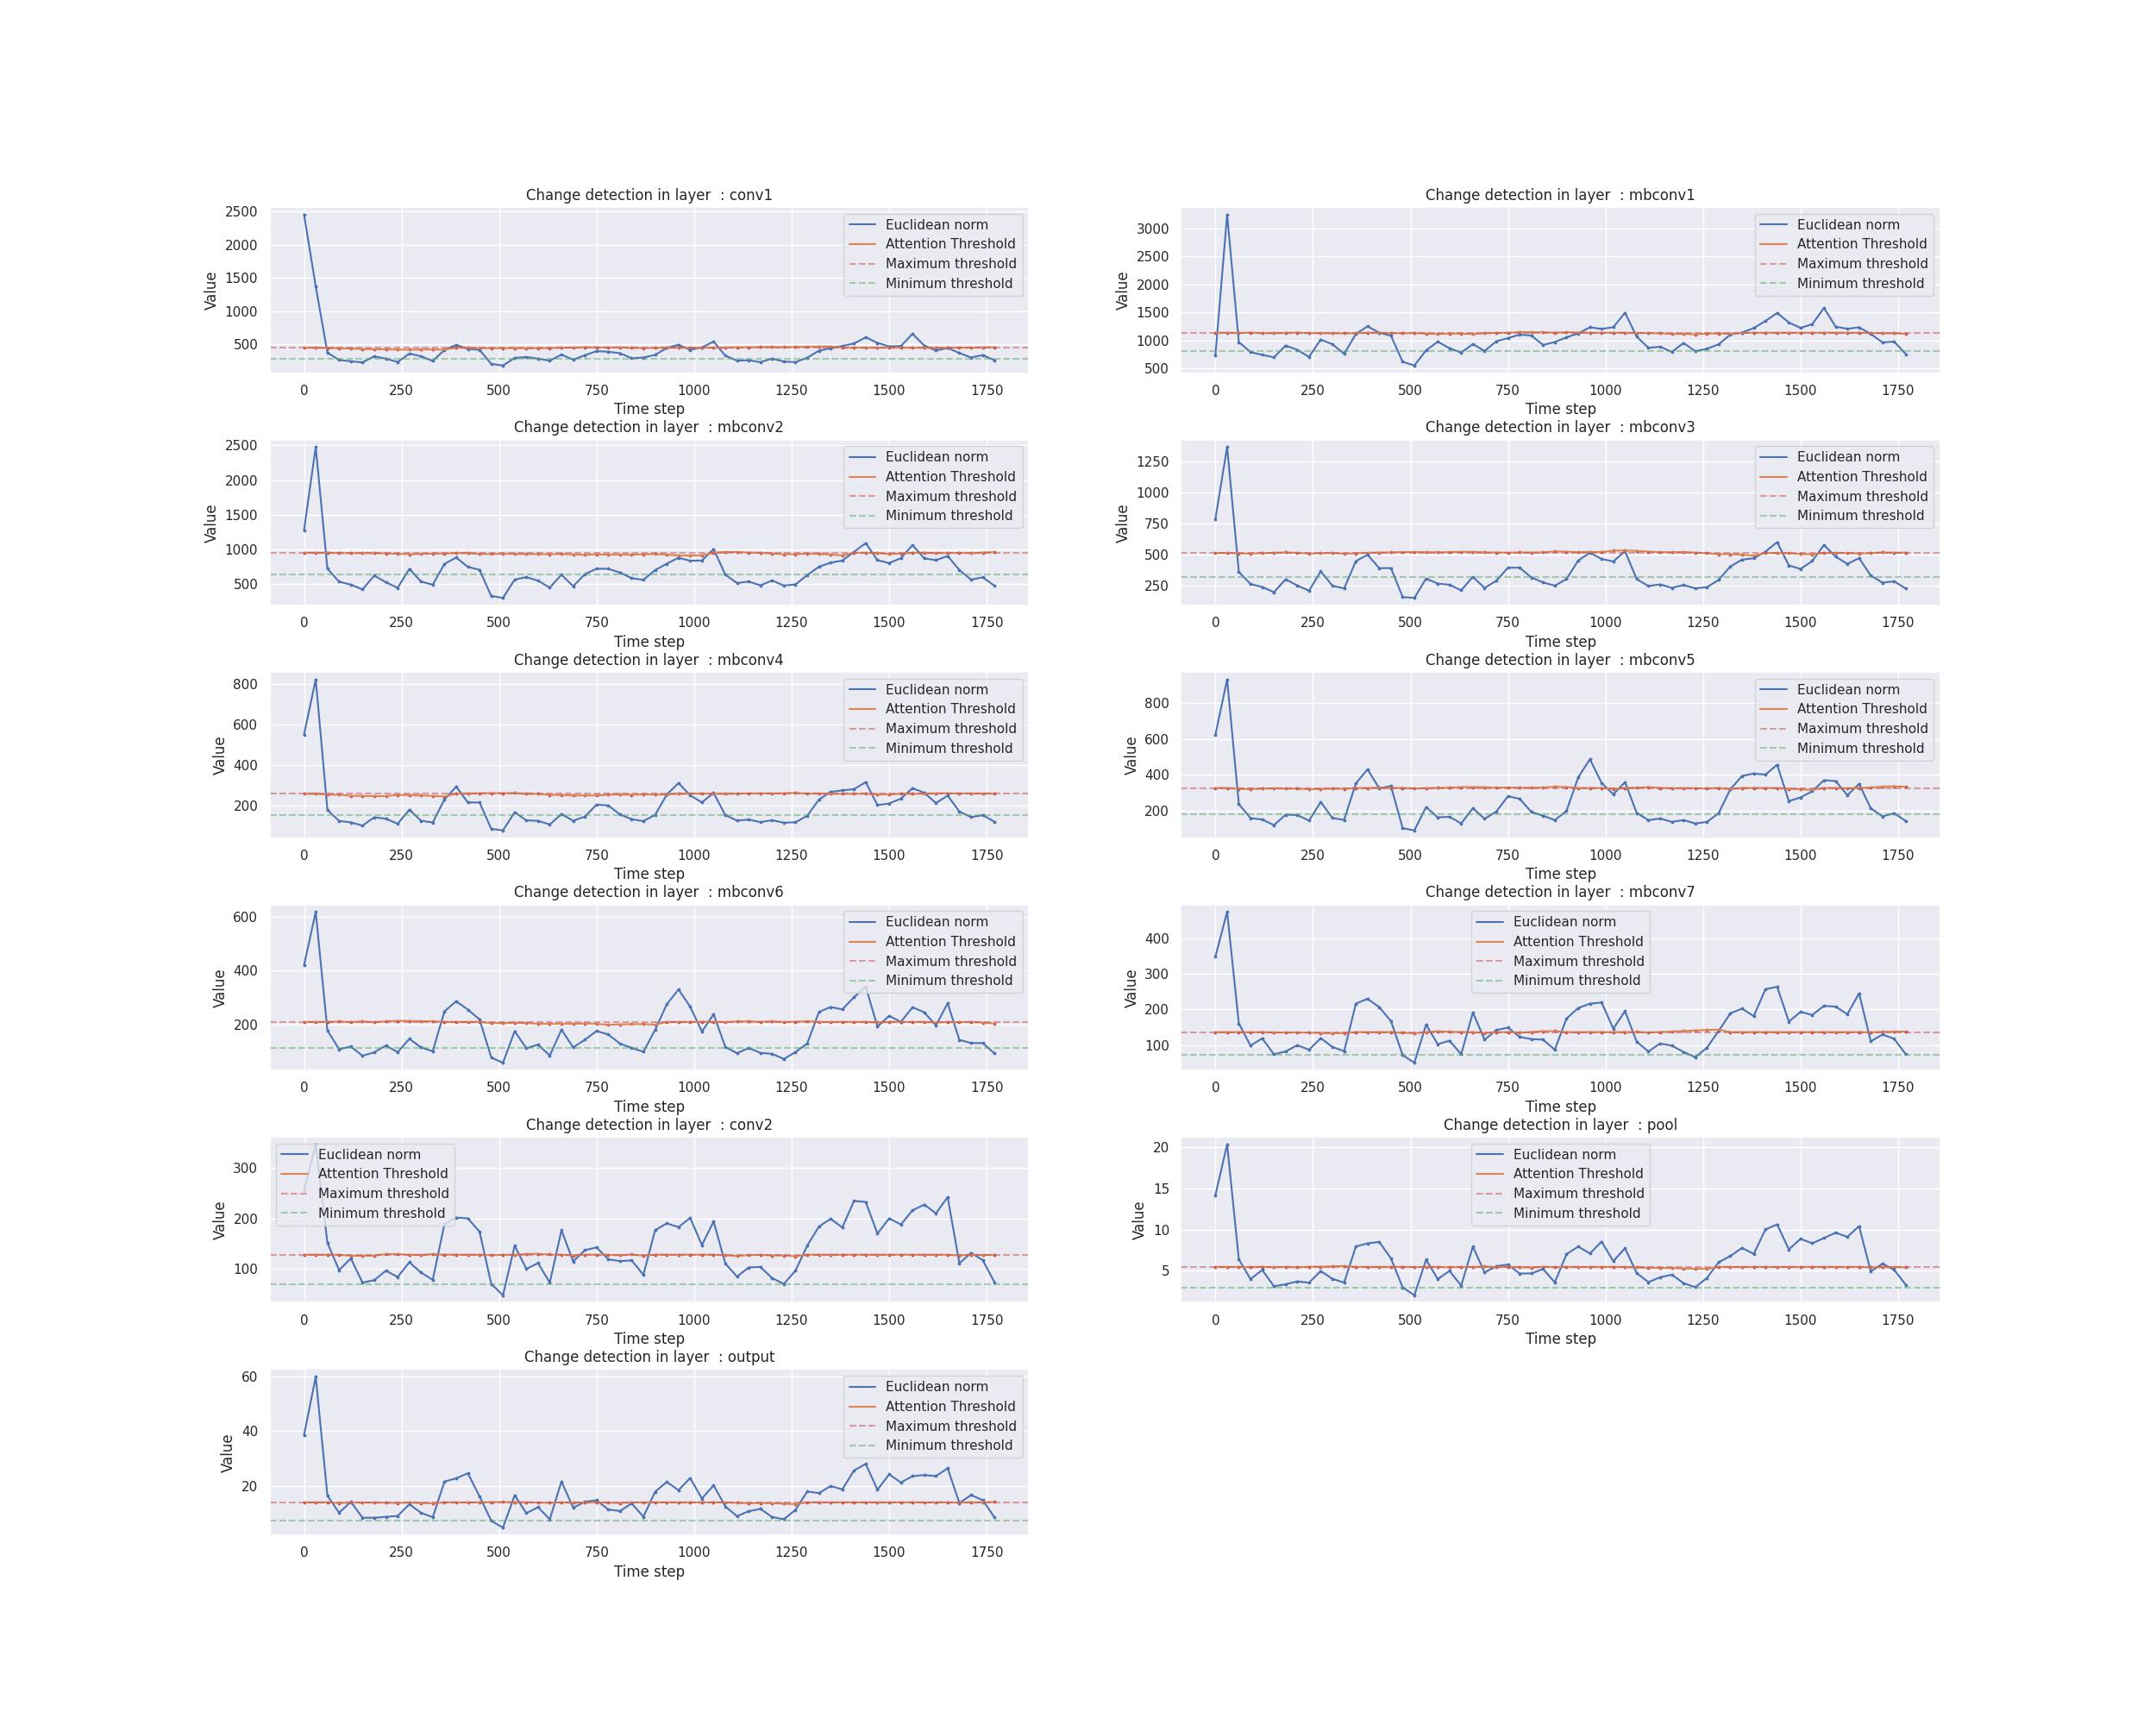 Change detection in layer  : conv1
Value
2500
2000
1500
1000
500
Euclidean norm
Attention Threshold
Maximum threshold
Minimum threshold
0 250 500 750 1000 1250 1500 1750
Time step
Change detection in layer  : mbconv1
Value
3000
2500
2000
1500
1000
500
Euclidean norm
Attention Threshold
Maximum threshold
Minimum threshold
0 250 500 750 1000 1250 1500 1750
Time step
Change detection in layer  : mbconv2
Value
2500
2000
1500
1000
500
Euclidean norm
Attention Threshold
Maximum threshold
Minimum threshold
0 250 500 750 1000 1250 1500 1750
Time step
Change detection in layer  : mbconv3
Value
1250
1000
750
500
250
Euclidean norm
Attention Threshold
Maximum threshold
Minimum threshold
0 250 500 750 1000 1250 1500 1750
Time step
Change detection in layer  : mbconv4
Value
800
600
400
200
Euclidean norm
Attention Threshold
Maximum threshold
Minimum threshold
0 250 500 750 1000 1250 1500 1750
Time step
Change detection in layer  : mbconv5
Value
800
600
400
200
Euclidean norm
Attention Threshold
Maximum threshold
Minimum threshold
0 250 500 750 1000 1250 1500 1750
Time step
Change detection in layer  : mbconv6
Value
600
400
200
Euclidean norm
Attention Threshold
Maximum threshold
Minimum threshold
0 250 500 750 1000 1250 1500 1750
Time step
Change detection in layer  : mbconv7
Value
400
300
200
100
Euclidean norm
Attention Threshold
Maximum threshold
Minimum threshold
0 250 500 750 1000 1250 1500 1750
Time step
Change detection in layer  : conv2
Value
300
200
100
Euclidean norm
Attention Threshold
Maximum threshold
Minimum threshold
0 250 500 750 1000 1250 1500 1750
Time step
Change detection in layer  : pool
Value
20
15
10
5
Euclidean norm
Attention Threshold
Maximum threshold
Minimum threshold
0 250 500 750 1000 1250 1500 1750
Time step
Change detection in layer  : output
Value
60
40
20
Euclidean norm
Attention Threshold
Maximum threshold
Minimum threshold
0 250 500 750 1000 1250 1500 1750
Time step